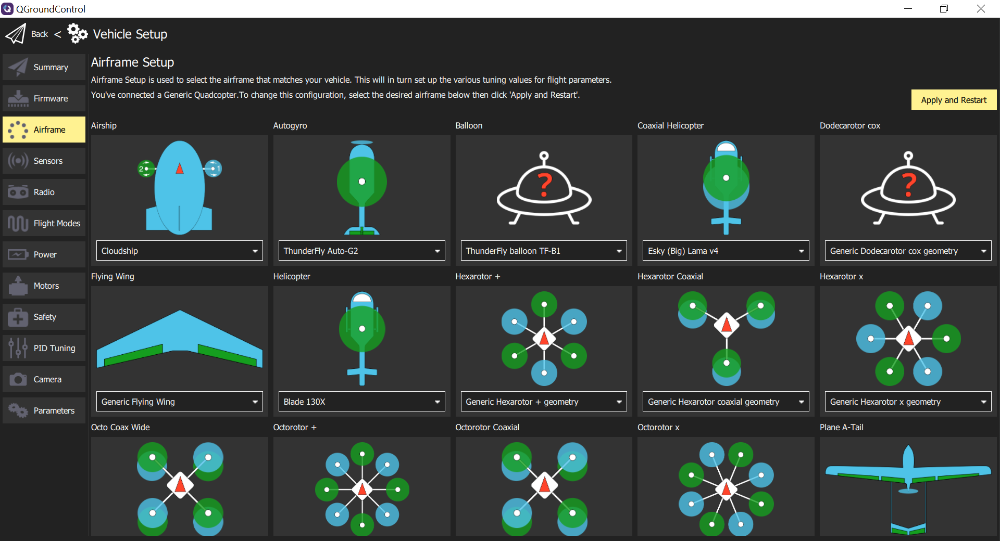 QGroundControl
Back < Vehicle Setup
Summary
Firmware
Airframe
Sensors
Radio
Flight Modes
Power
Motors
Safety
PID Tuning
Camera
Parameters
Airframe Setup
Airframe Setup is used to select the airframe that matches your vehicle. This will in turn set up the various tuning values for flight parameters.
You've connected a Generic Quadcopter.To change this configuration, select the desired airframe below then click 'Apply and Restart'.
Apply and Restart
Airship
2 1
Cloudship
Autogyro
ThunderFly Auto-G2
Balloon
?
ThunderFly balloon TF-B1
Coaxial Helicopter
Esky (Big) Lama v4
Dodecarotor cox
?
Generic Dodecarotor cox geometry
Flying Wing
Generic Flying Wing
Helicopter
Blade 130X
Hexarotor +
Generic Hexarotor + geometry
Hexarotor Coaxial
Generic Hexarotor coaxial geometry
Hexarotor x
Generic Hexarotor x geometry
Octo Coax Wide
Octorotor +
Octorotor Coaxial
Octorotor x
Plane A-Tail